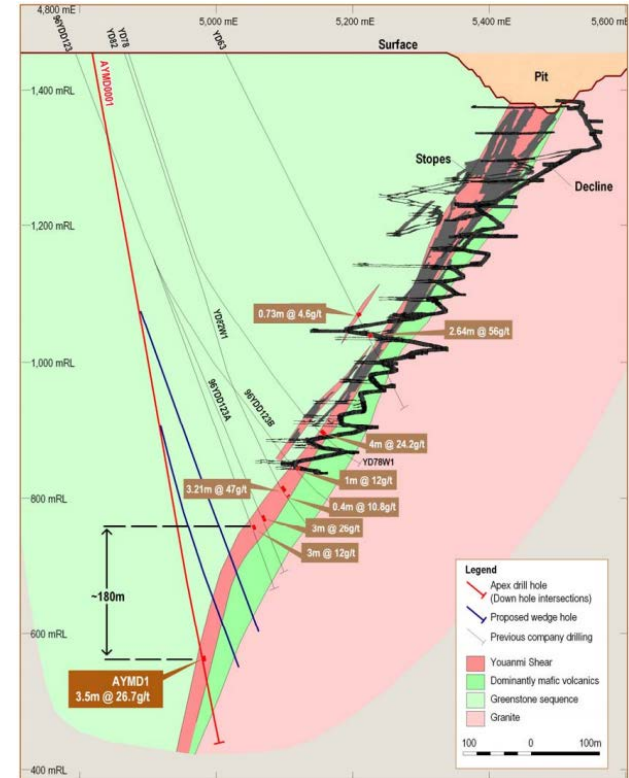 4,800 mE
5,000 mE
5,200 mE
5,400 mE
5,600
96YDD123
YD82
YD78
YD63
AYMD0001
Surface
Pit
1,400 mRL
Stopes
Decline
1,200 mRL
0.73m @ 4.6g/t
2.64m @ 56g/t
YD82W1
1,000 mRL
96YDD123A
96YDD123B
4m @ 24.2g/t
YD78W1
1m @ 12g/t
3.21m @ 47g/t
0.4m @ 10.8g/t
800 mRL
3m @ 26g/t
3m @ 12g/t
~180m
600 mRL
AYMD1
3.5m @ 26.7g/t
400 mRL
Legend
Apex drill hole
(Down hole intersections)
Proposed wedge hole
Previous company drilling
Youanmi Shear
Dominantly mafic volcanics
Greenstone sequence
Granite
100 0 100m